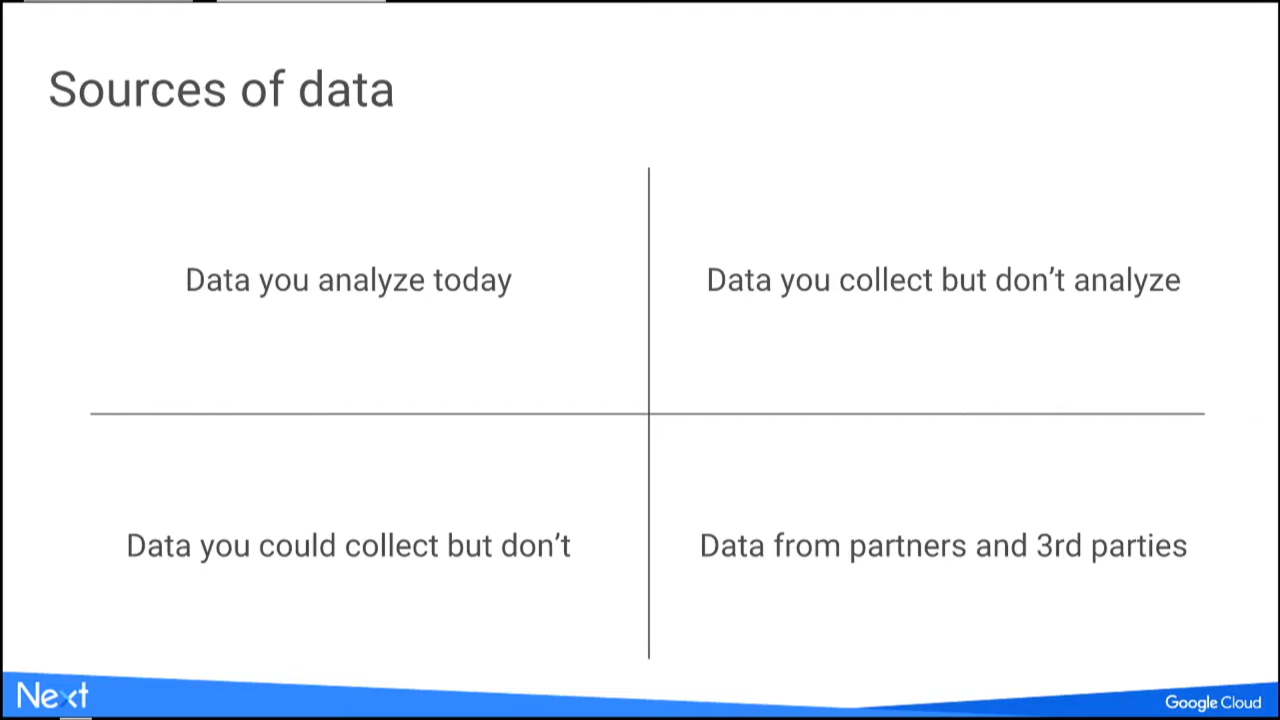 Sources of data
Data you analyze today
Data you collect but don’t analyze
Data you could collect but don’t
Data from partners and 3rd parties
Next
Google Cloud